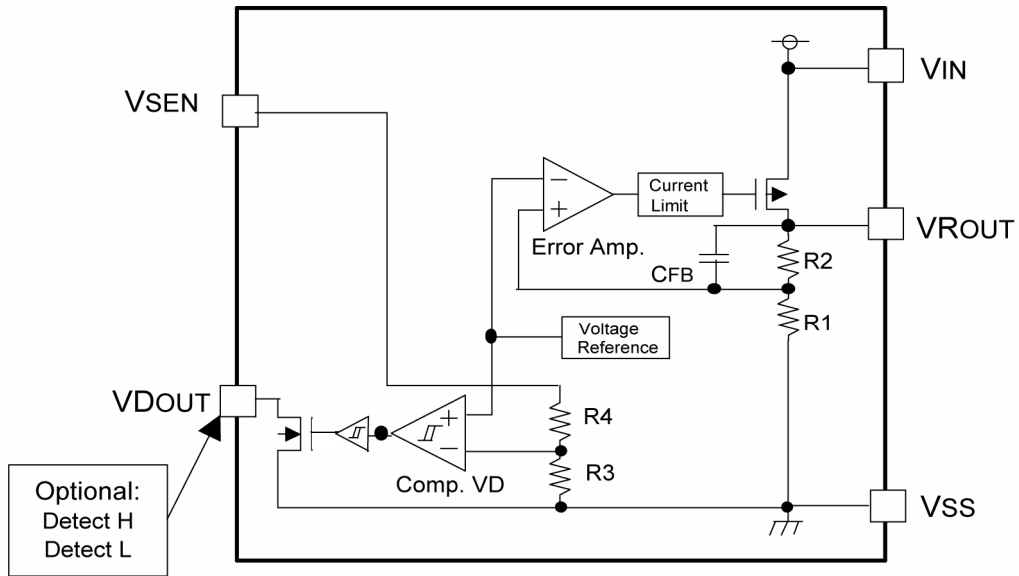 VIN
VSEN
Current
Limit
−
+
Error Amp.
VROUT
R2
CFB
R1
Voltage
Reference
VDOUT
R4
+
−
R3
Comp. VD
Optional:
Detect H
Detect L
VSS